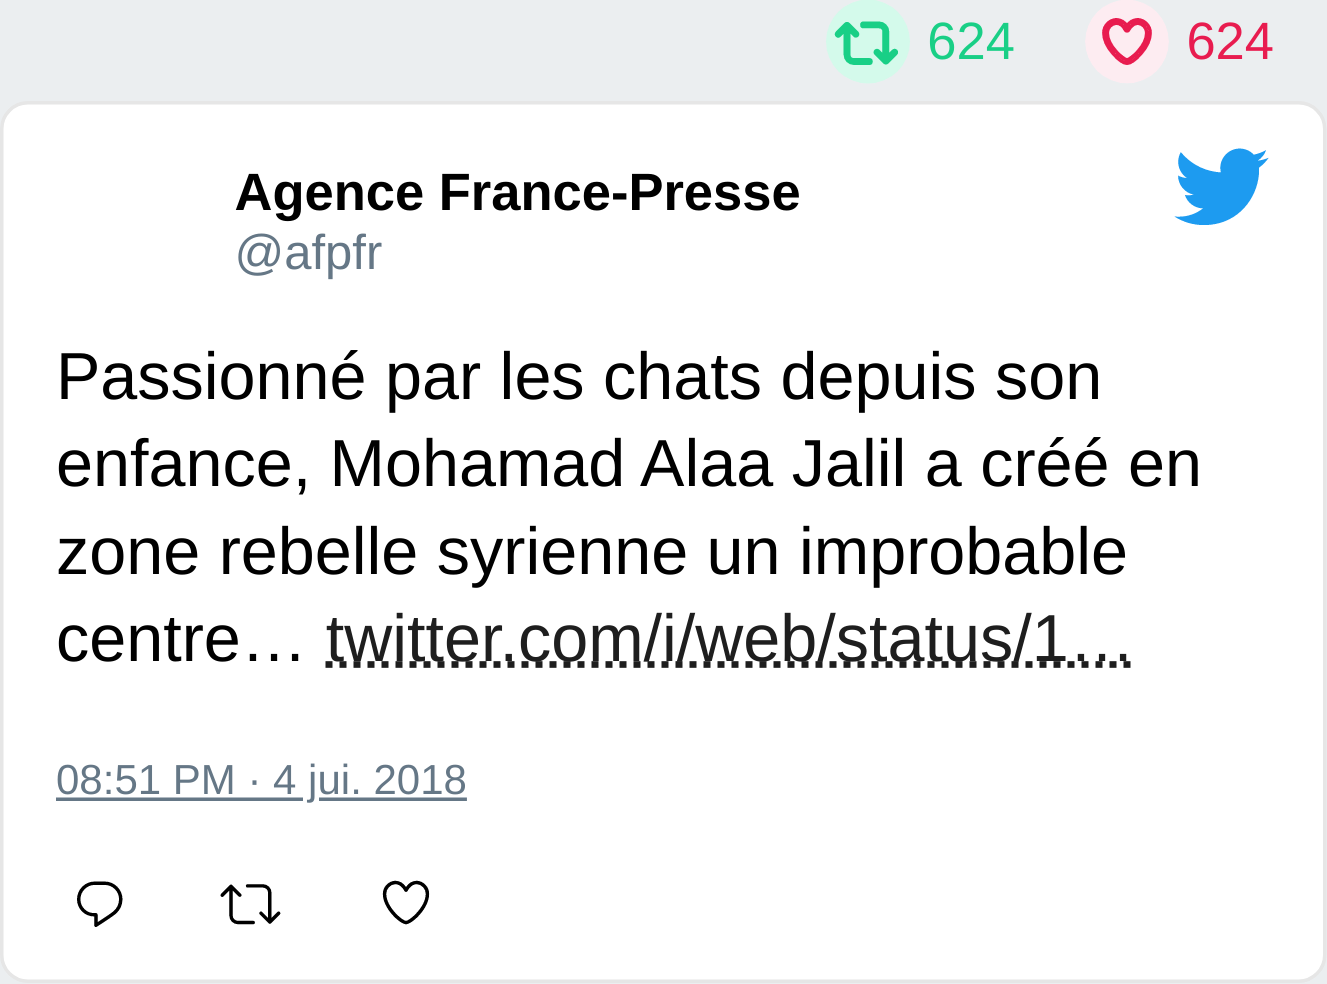 624 624
Agence France-Presse
@afpfr
Passionné par les chats depuis son
enfance, Mohamad Alaa Jalil a créé en
zone rebelle syrienne un improbable
centre… twitter.com/i/web/status/1…
08:51 PM · 4 jui. 2018